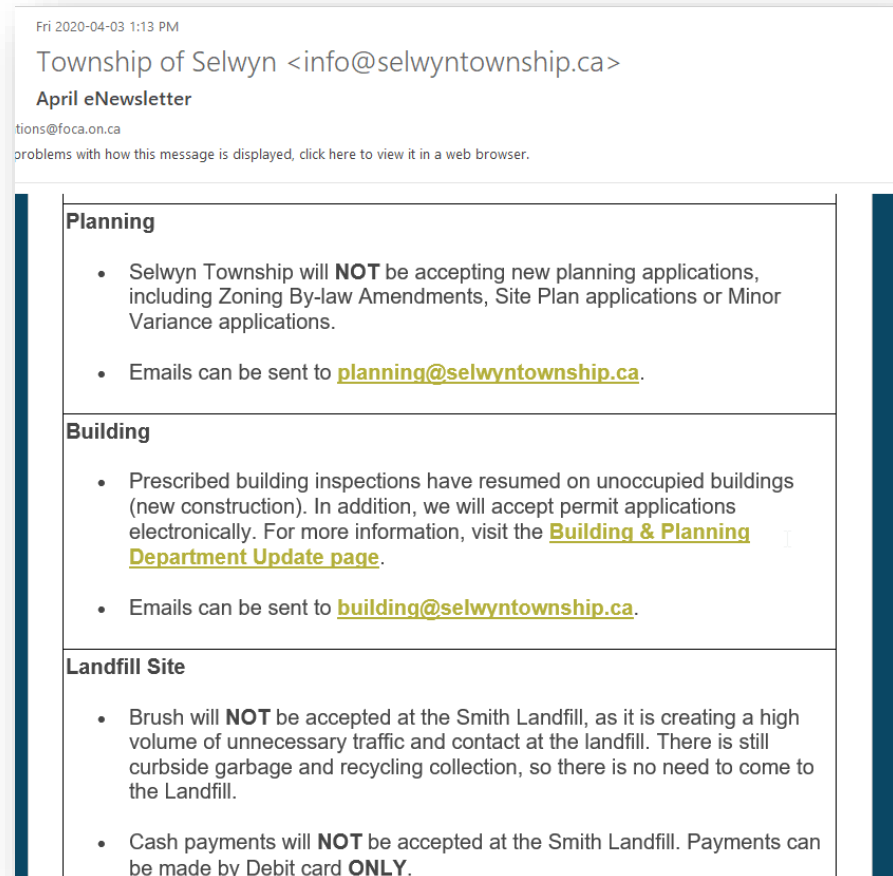 Fri 2020-04-03 1:13 PM
Township of Selwyn <info@selwyntownship.ca>
April eNewsletter
tions@foca.on.ca
problems with how this message is displayed, click here to view it in a web browser.
Planning
• Selwyn Township will NOT be accepting new planning applications,
including Zoning By-law Amendments, Site Plan applications or Minor
Variance applications.
• Emails can be sent to planning@selwyntownship.ca.
Building
• Prescribed building inspections have resumed on unoccupied buildings
(new construction). In addition, we will accept permit applications
electronically. For more information, visit the Building & Planning
Department Update page.
• Emails can be sent to building@selwyntownship.ca.
Landfill Site
• Brush will NOT be accepted at the Smith Landfill, as it is creating a high
volume of unnecessary traffic and contact at the landfill. There is still
curbside garbage and recycling collection, so there is no need to come to
the Landfill.
• Cash payments will NOT be accepted at the Smith Landfill. Payments can
be made by Debit card ONLY.